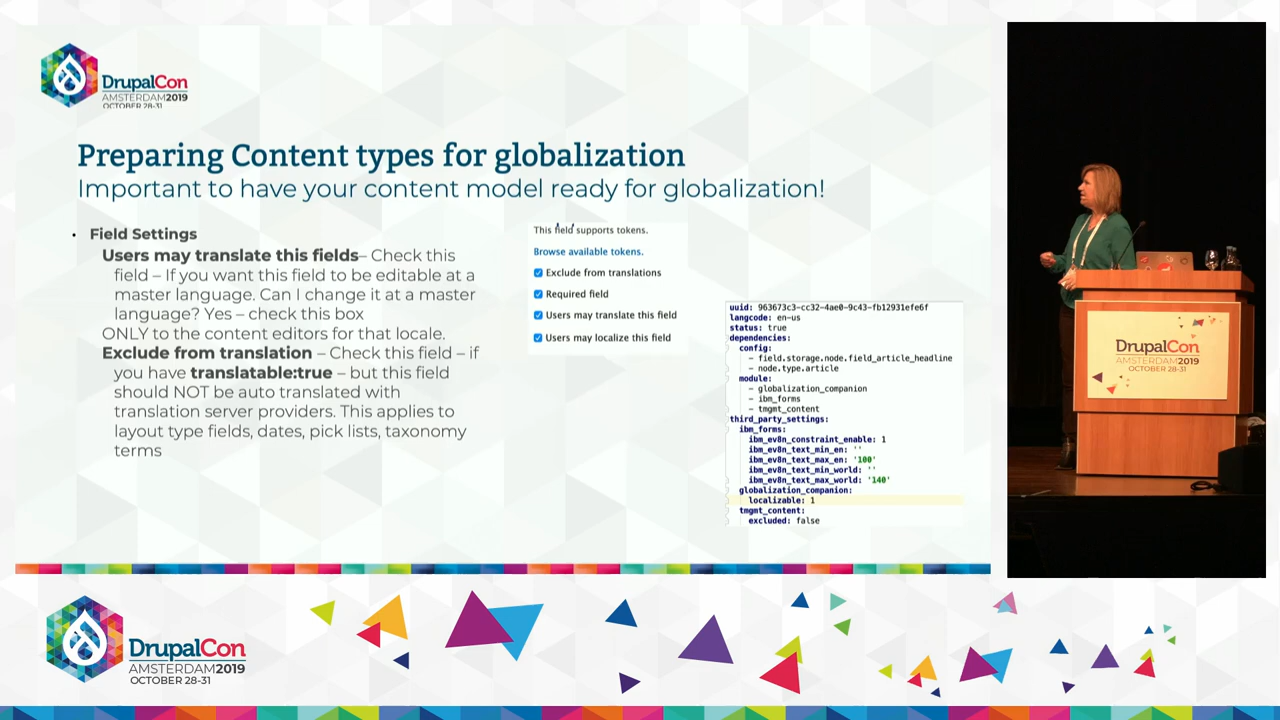 DrupalCon
AMSTERDAM2019
OCTOBER 28-31
Preparing Content types for globalization
Important to have your content model ready for globalization!
• Field Settings
Users may translate this fields– Check this
field – If you want this field to be editable at a
master language. Can I change it at a master
language? Yes – check this box
ONLY to the content editors for that locale.
Exclude from translation – Check this field – if
you have translatable:true – but this field
should NOT be auto translated with
translation server providers. This applies to
layout type fields, dates, pick lists, taxonomy
terms
This field supports tokens.
Browse available tokens.
Exclude from translations
Required field
Users may translate this field
Users may localize this field
uuid: 963673c3-cc32-4ae0-9c43-fb12931efe6f
langcode: en-us
status: true
dependencies:
config:
- field.storage.node.field_article_headline
- node.type.article
module:
- globalization_companion
- ibm_forms
- tmgmt_content
third_party_settings:
ibm_forms:
ibm_ev8n_constraint_enable: 1
ibm_ev8n_text_min_en: ''
ibm_ev8n_text_max_en: '100'
ibm_ev8n_text_min_world: ''
ibm_ev8n_text_max_world: '140'
globalization_companion:
localizable: 1
tmgmt_content:
excluded: false
DrupalCon
AMSTERDAM2019
OCTOBER 28-31
DrupalCon
AMSTERDAM2019
OCTOBER 28-31